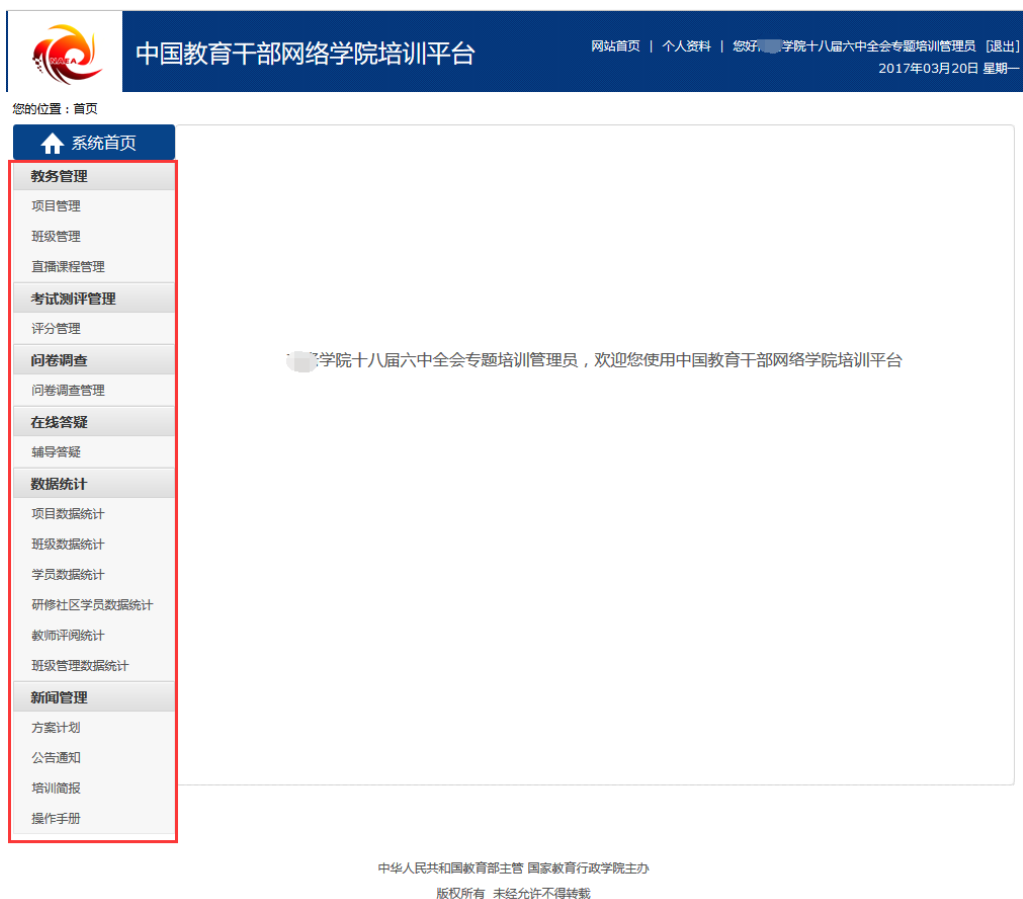 中国教育干部网络学院培训平台
网站首页 | 个人资料 | 您好, 学院十八届六中全会专题培训管理员 [退出]
2017年03月20日 星期一
您的位置：首页
系统首页
教务管理
项目管理
班级管理
直播课程管理
考试测评管理
评分管理
问卷调查
问卷调查管理
在线答疑
辅导答疑
数据统计
项目数据统计
班级数据统计
学员数据统计
研修社区学员数据统计
教师评阅统计
班级管理数据统计
新闻管理
方案计划
公告通知
培训简报
操作手册
学院十八届六中全会专题培训管理员，欢迎您使用中国教育干部网络学院培训平台
中华人民共和国教育部主管 国家教育行政学院主办
版权所有 未经允许不得转载